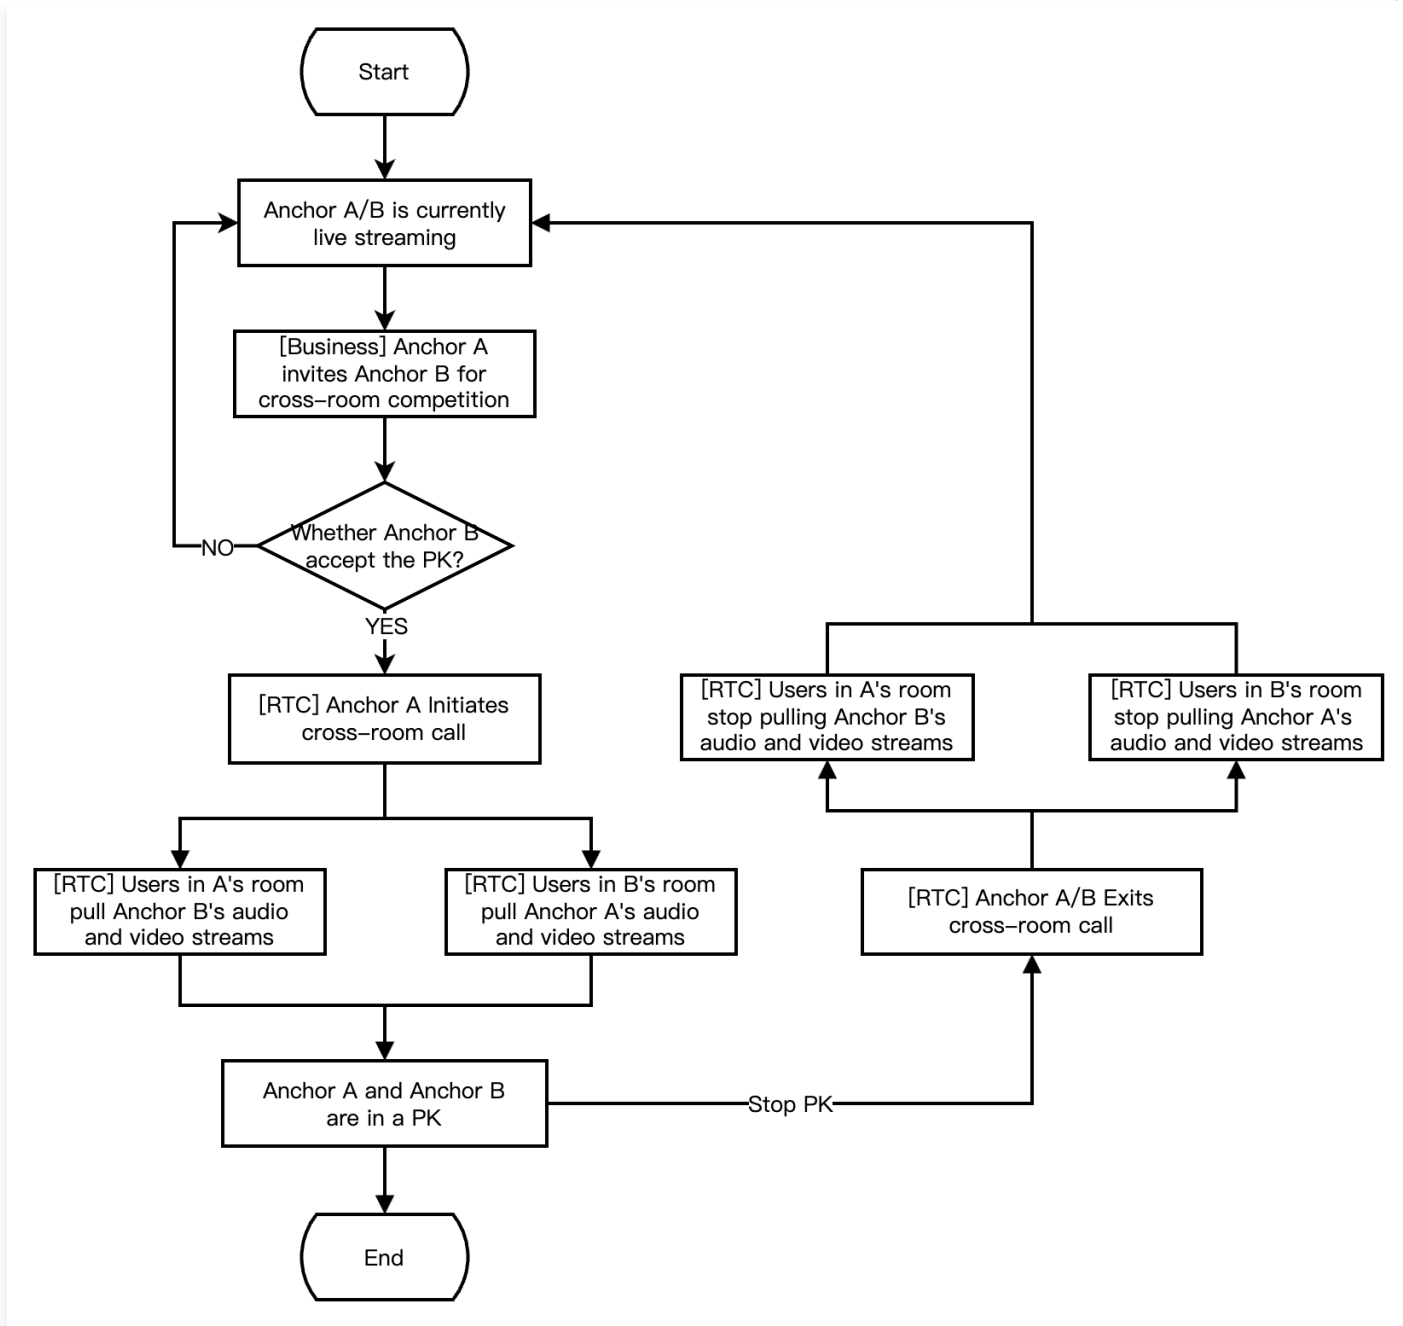 Start
Anchor A/B is currently
live streaming
[Business] Anchor A
invites Anchor B for
cross–room competition
Whether Anchor B
accept the PK?
NO
YES
[RTC] Anchor A Initiates
cross–room call
[RTC] Users in A's room
pull Anchor B's audio
and video streams
[RTC] Users in B's room
pull Anchor A's audio
and video streams
Anchor A and Anchor B
are in a PK
Stop PK
[RTC] Anchor A/B Exits
cross–room call
[RTC] Users in A's room
stop pulling Anchor B's
audio and video streams
[RTC] Users in B's room
stop pulling Anchor A's
audio and video streams
End